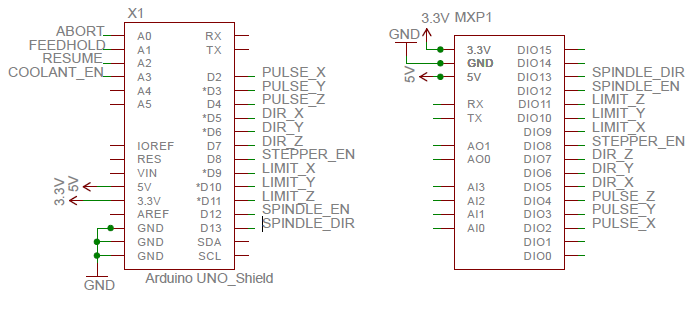 X1
ABORT A0 RX
FEEDHOLD A1 TX
RESUME A2
COOLANT_EN A3 D2 PULSE_X
A4 *D3 PULSE_Y
A5 D4 PULSE_Z
*D5 DIR_X
*D6 DIR_Y
IOREF D7 DIR_Z
RES D8 STEPPER_EN
VIN *D9 LIMIT_X
5V 5V *D10 LIMIT_Y
3.3V 3.3V *D11 LIMIT_Z
AREF D12 SPINDLE_EN
GND D13 SPINDLE_DIR
GND SDA
GND SCL
GND
Arduino UNO_Shield
3.3V MXP1
3.3V DIO15
GND GND DIO14
5V 5V DIO13 SPINDLE_DIR
DIO12 SPINDLE_EN
RX DIO11 LIMIT_Z
TX DIO10 LIMIT_Y
DIO9 LIMIT_X
AO1 DIO8 STEPPER_EN
AO0 DIO7 DIR_Z
DIO6 DIR_Y
AI3 DIO5 DIR_X
AI2 DIO4 PULSE_Z
AI1 DIO3 PULSE_Y
AI0 DIO2 PULSE_X
DIO1
DIO0